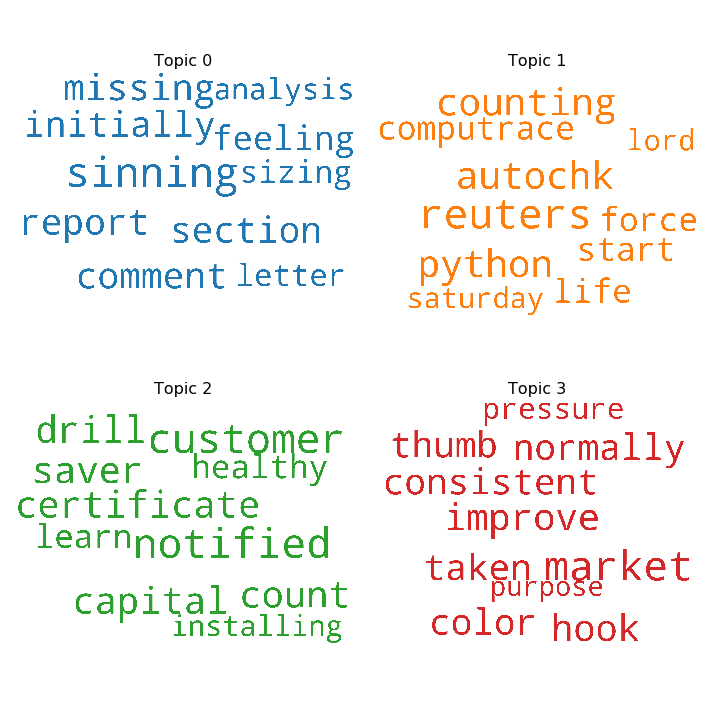 Topic 0
missing analysis
initially feeling
sinning sizing
report section
comment letter
Topic 1
counting
computrace lord
autochk
reuters force
python start
saturday life
Topic 2
drill customer
saver healthy
certificate
learn notified
capital count
installing
Topic 3
pressure
thumb normally
consistent
improve
taken market
purpose
color hook